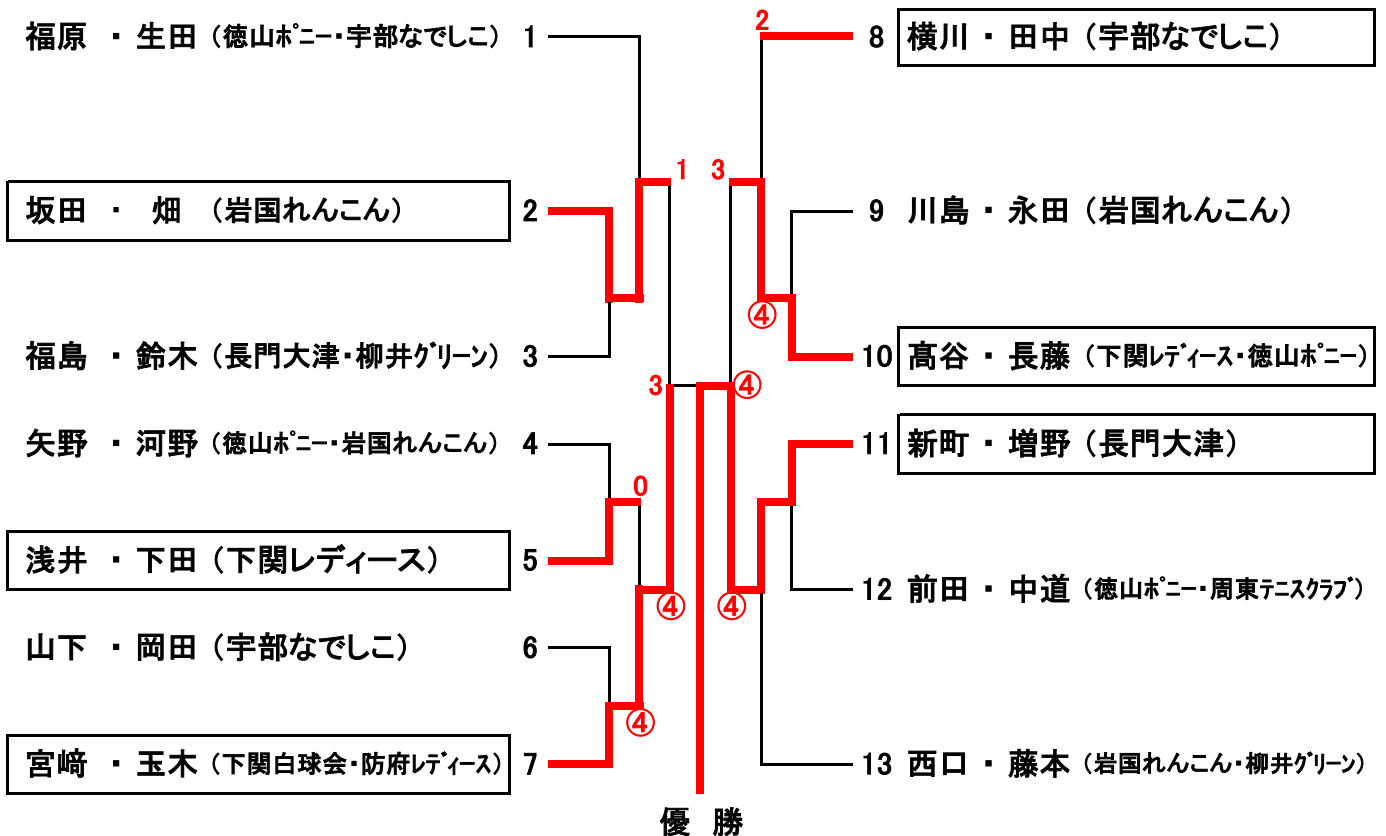 福原 ・ 生田 (徳山ﾎﾟﾆｰ・宇部なでしこ) 1
坂田 ・ 畑 (岩国れんこん) 2
福島 ・ 鈴木 (長門大津・柳井ｸﾞﾘｰﾝ) 3
矢野 ・ 河野 (徳山ﾎﾟﾆｰ・岩国れんこん) 4
浅井 ・ 下田 (下関レディース) 5
山下 ・ 岡田 (宇部なでしこ) 6
宮﨑 ・ 玉木 (下関白球会・防府ﾚﾃﾞｨｰｽ) 7
1
3
0
④
④
2
3
④
④
④
8 横川 ・ 田中 (宇部なでしこ)
9 川島 ・ 永田 (岩国れんこん)
10 髙谷 ・ 長藤 (下関ﾚﾃﾞｨｰｽ・徳山ﾎﾟﾆｰ)
11 新町 ・ 増野 (長門大津)
12 前田 ・ 中道 (徳山ﾎﾟﾆｰ・周東ﾃﾆｽｸﾗﾌﾞ)
13 西口 ・ 藤本 (岩国れんこん・柳井ｸﾞﾘｰﾝ)
優 勝